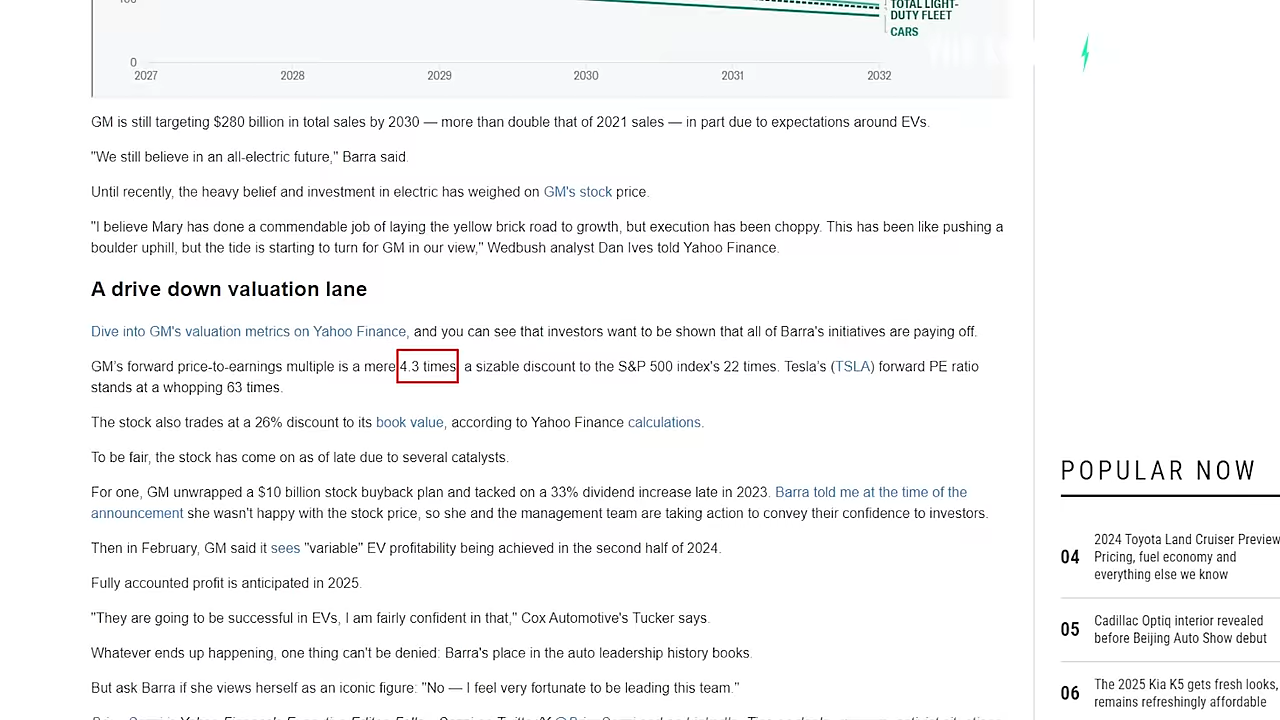 TOTAL LIGHT-
DUTY FLEET
CARS
0
2027 2028 2029 2030 2031 2032
GM is still targeting $280 billion in total sales by 2030 — more than double that of 2021 sales — in part due to expectations around EVs.
"We still believe in an all-electric future," Barra said.
Until recently, the heavy belief and investment in electric has weighed on GM's stock price.
"I believe Mary has done a commendable job of laying the yellow brick road to growth, but execution has been choppy. This has been like pushing a
boulder uphill, but the tide is starting to turn for GM in our view," Wedbush analyst Dan Ives told Yahoo Finance.
A drive down valuation lane
Dive into GM's valuation metrics on Yahoo Finance, and you can see that investors want to be shown that all of Barra's initiatives are paying off.
GM's forward price-to-earnings multiple is a mere 4.3 times, a sizable discount to the S&P 500 index's 22 times. Tesla's (TSLA) forward PE ratio
stands at a whopping 63 times.
The stock also trades at a 26% discount to its book value, according to Yahoo Finance calculations.
To be fair, the stock has come on as of late due to several catalysts.
For one, GM unwrapped a $10 billion stock buyback plan and tacked on a 33% dividend increase late in 2023. Barra told me at the time of the
announcement she wasn't happy with the stock price, so she and the management team are taking action to convey their confidence to investors.
Then in February, GM said it sees "variable" EV profitability being achieved in the second half of 2024.
Fully accounted profit is anticipated in 2025.
"They are going to be successful in EVs, I am fairly confident in that," Cox Automotive's Tucker says.
Whatever ends up happening, one thing can't be denied: Barra's place in the auto leadership history books.
But ask Barra if she views herself as an iconic figure: "No — I feel very fortunate to be leading this team."
POPULAR NOW
04 2024 Toyota Land Cruiser Preview
Pricing, fuel economy and
everything else we know
05 Cadillac Optiq interior revealed
before Beijing Auto Show debut
06 The 2025 Kia K5 gets fresh looks,
remains refreshingly affordable